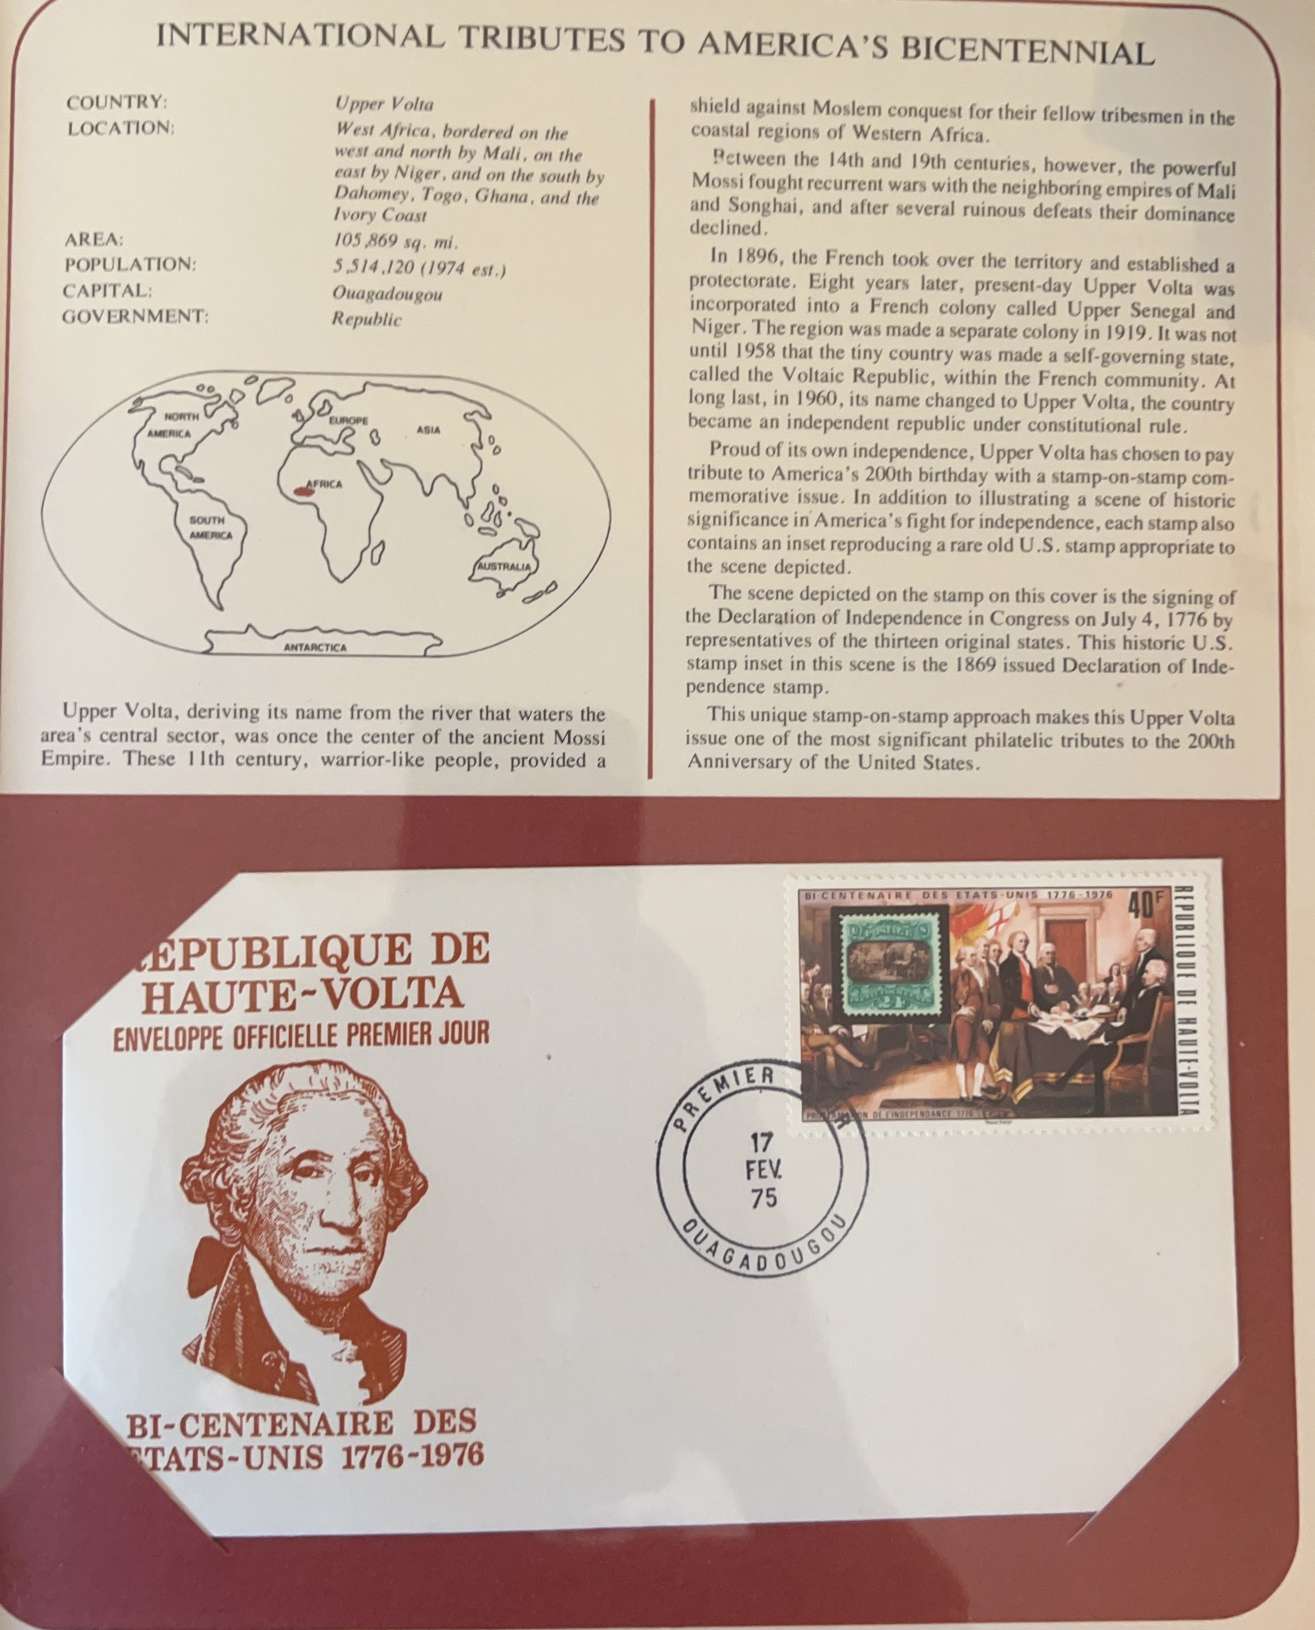 INTERNATIONAL TRIBUTES TO AMERICA'S BICENTENNIAL
COUNTRY: Upper Volta
LOCATION: West Africa, bordered on the
west and north by Mali, on the
east by Niger, and on the south by
Dahomey, Togo, Ghana, and the
Ivory Coast
AREA: 105,869 sq. mi.
POPULATION: 5,514,120 (1974 est.)
CAPITAL: Ouagadougou
GOVERNMENT: Republic
NORTH
AMERICA
EUROPE
ASIA
AFRICA
SOUTH
AMERICA
AUSTRALIA
ANTARCTICA
Upper Volta, deriving its name from the river that waters the
area's central sector, was once the center of the ancient Mossi
Empire. These 11th century, warrior-like people, provided a
shield against Moslem conquest for their fellow tribesmen in the
coastal regions of Western Africa.
Between the 14th and 19th centuries, however, the powerful
Mossi fought recurrent wars with the neighboring empires of Mali
and Songhai, and after several ruinous defeats their dominance
declined.
In 1896, the French took over the territory and established a
protectorate. Eight years later, present-day Upper Volta was
incorporated into a French colony called Upper Senegal and
Niger. The region was made a separate colony in 1919. It was not
until 1958 that the tiny country was made a self-governing state,
called the Voltaic Republic, within the French community. At
long last, in 1960, its name changed to Upper Volta, the country
became an independent republic under constitutional rule.
Proud of its own independence, Upper Volta has chosen to pay
tribute to America's 200th birthday with a stamp-on-stamp com-
memorative issue. In addition to illustrating a scene of historic
significance in America's fight for independence, each stamp also
contains an inset reproducing a rare old U.S. stamp appropriate to
the scene depicted.
The scene depicted on the stamp on this cover is the signing of
the Declaration of Independence in Congress on July 4, 1776 by
representatives of the thirteen original states. This historic U.S.
stamp inset in this scene is the 1869 issued Declaration of Inde-
pendence stamp.
This unique stamp-on-stamp approach makes this Upper Volta
issue one of the most significant philatelic tributes to the 200th
Anniversary of the United States.
REPUBLIQUE DE
HAUTE-VOLTA
ENVELOPPE OFFICIELLE PREMIER JOUR
BI-CENTENAIRE DES
ETATS-UNIS 1776-1976
BI-CENTENAIRE DES ETATS-UNIS 1776-1976
40F
REPUBLIQUE DE HAUTE-VOLTA
DE L'INDEPENDANCE 1776
PREMIER
17
FEV.
75
OUAGADOUGOU